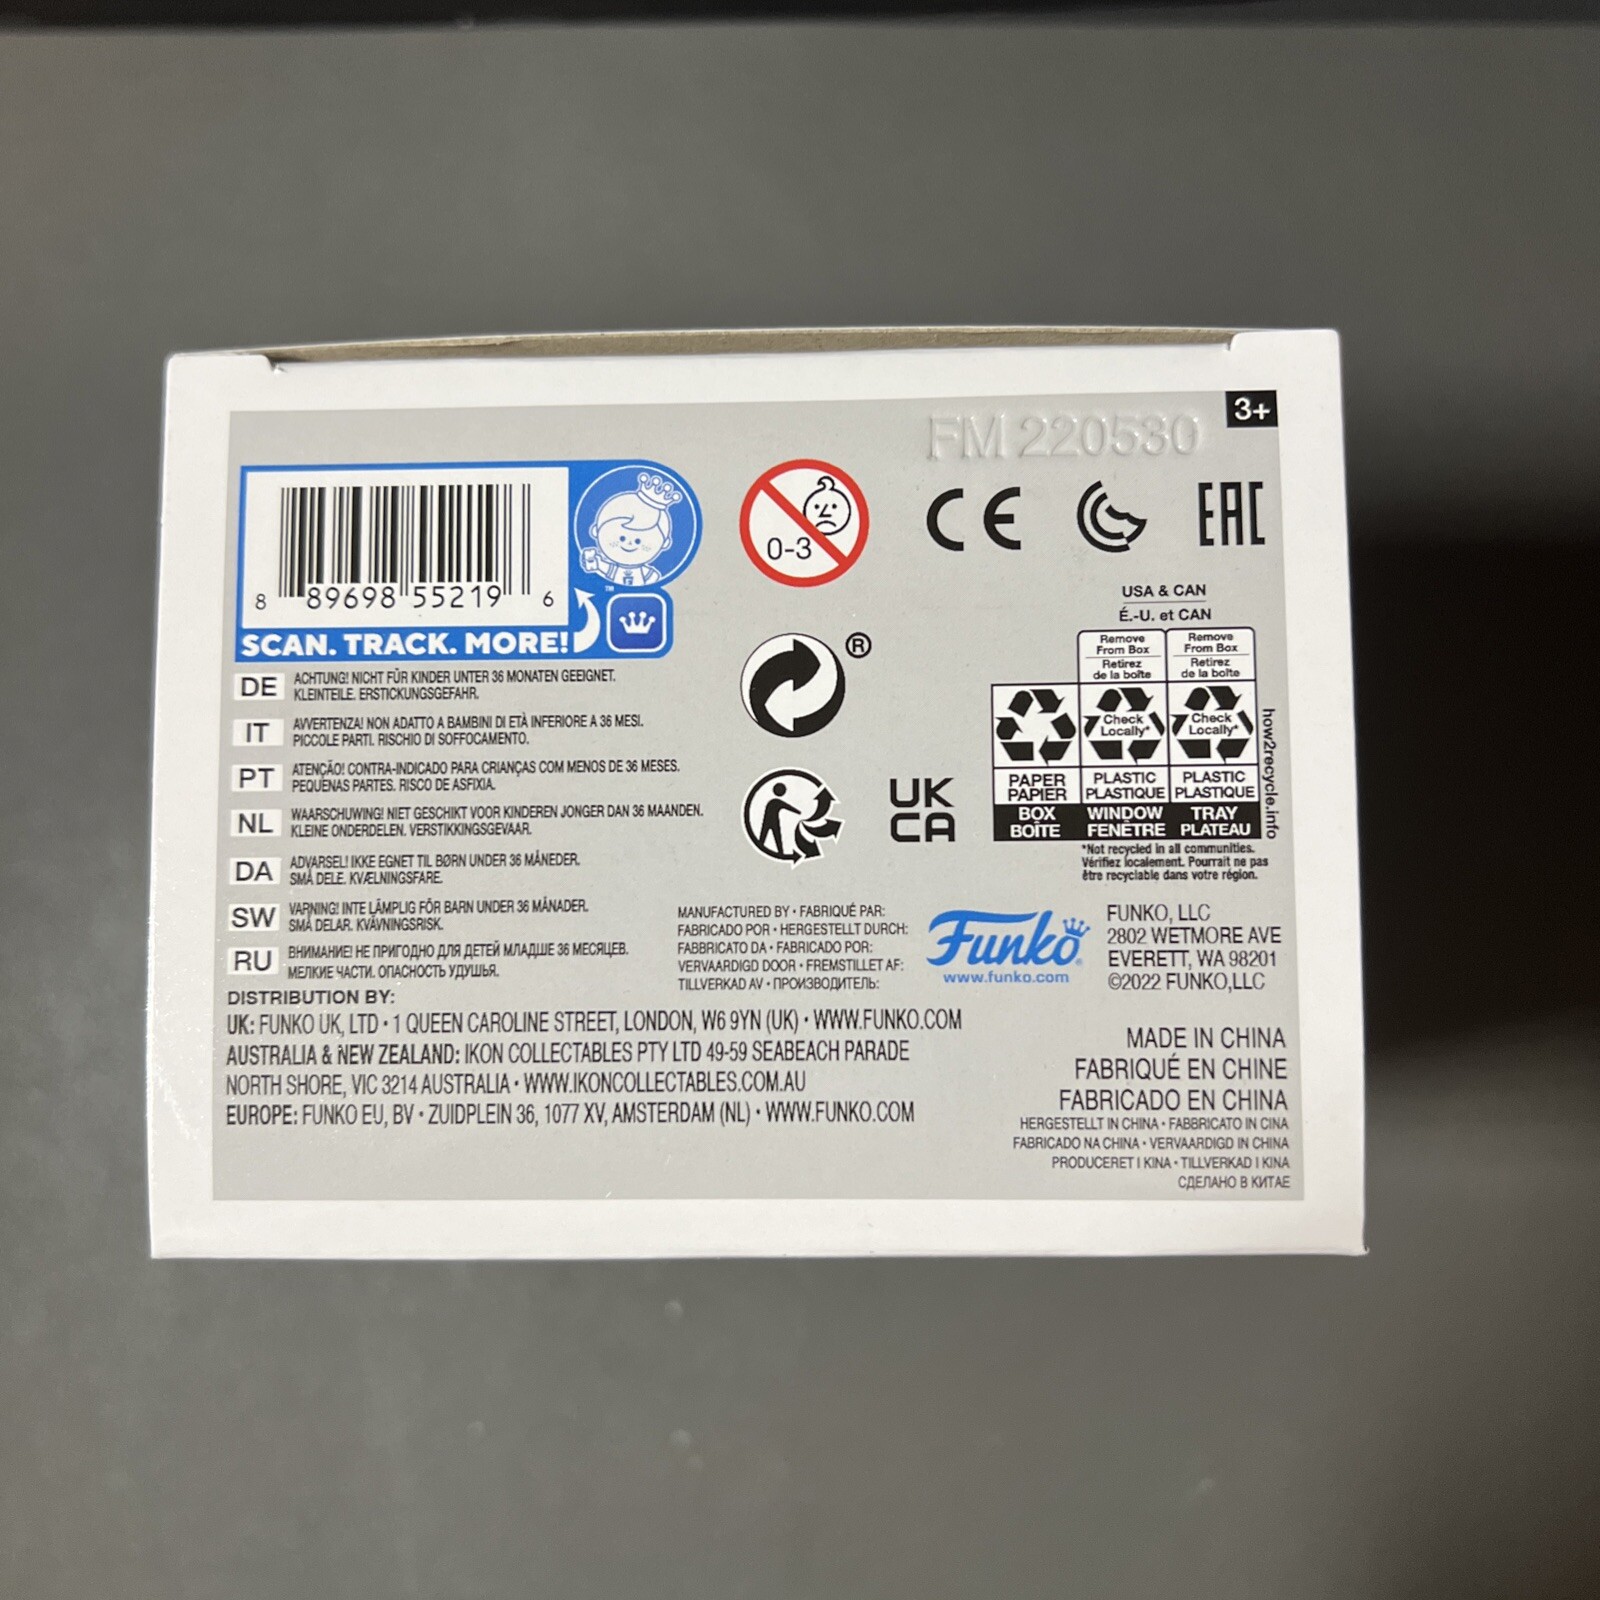 FM 220530
3+
8 89698 55219 6
SCAN. TRACK. MORE!
™
0-3
CE
EAC
®
UK
CA
USA & CAN
É.-U. et CAN
Remove From Box
Retirez de la boîte
Remove From Box
Retirez de la boîte
Check Locally*
Check Locally*
PAPER PAPIER
PLASTIC PLASTIQUE
PLASTIC PLASTIQUE
BOX BOÎTE
WINDOW FENÊTRE
TRAY PLATEAU
how2recycle.info
*Not recycled in all communities.
Vérifiez localement. Pourrait ne pas
être recyclable dans votre région.
DE ACHTUNG! NICHT FÜR KINDER UNTER 36 MONATEN GEEIGNET.
KLEINTEILE. ERSTICKUNGSGEFAHR.
IT AVVERTENZA! NON ADATTO A BAMBINI DI ETÀ INFERIORE A 36 MESI.
PICCOLE PARTI. RISCHIO DI SOFFOCAMENTO.
PT ATENÇÃO! CONTRA-INDICADO PARA CRIANÇAS COM MENOS DE 36 MESES.
PEQUENAS PARTES. RISCO DE ASFIXIA.
NL WAARSCHUWING! NIET GESCHIKT VOOR KINDEREN JONGER DAN 36 MAANDEN.
KLEINE ONDERDELEN. VERSTIKKINGSGEVAAR.
DA ADVARSEL! IKKE EGNET TIL BØRN UNDER 36 MÅNEDER.
SMÅ DELE. KVÆLNINGSFARE.
SW VARNING! INTE LÄMPLIG FÖR BARN UNDER 36 MÅNADER.
SMÅ DELAR. KVÄVNINGSRISK.
RU ВНИМАНИЕ! НЕ ПРИГОДНО ДЛЯ ДЕТЕЙ МЛАДШЕ 36 МЕСЯЦЕВ.
МЕЛКИЕ ЧАСТИ. ОПАСНОСТЬ УДУШЬЯ.
MANUFACTURED BY • FABRIQUÉ PAR:
FABRICADO POR • HERGESTELLT DURCH:
FABBRICATO DA • FABRICADO POR:
VERVAARDIGD DOOR • FREMSTILLET AF:
TILLVERKAD AV • ПРОИЗВОДИТЕЛЬ:
Funko®
www.funko.com
FUNKO, LLC
2802 WETMORE AVE
EVERETT, WA 98201
©2022 FUNKO,LLC
DISTRIBUTION BY:
UK: FUNKO UK, LTD • 1 QUEEN CAROLINE STREET, LONDON, W6 9YN (UK) • WWW.FUNKO.COM
AUSTRALIA & NEW ZEALAND: IKON COLLECTABLES PTY LTD 49-59 SEABEACH PARADE
NORTH SHORE, VIC 3214 AUSTRALIA • WWW.IKONCOLLECTABLES.COM.AU
EUROPE: FUNKO EU, BV • ZUIDPLEIN 36, 1077 XV, AMSTERDAM (NL) • WWW.FUNKO.COM
MADE IN CHINA
FABRIQUÉ EN CHINE
FABRICADO EN CHINA
HERGESTELLT IN CHINA • FABBRICATO IN CINA
FABRICADO NA CHINA • VERVAARDIGD IN CHINA
PRODUCERET I KINA • TILLVERKAD I KINA
СДЕЛАНО В КИТАЕ